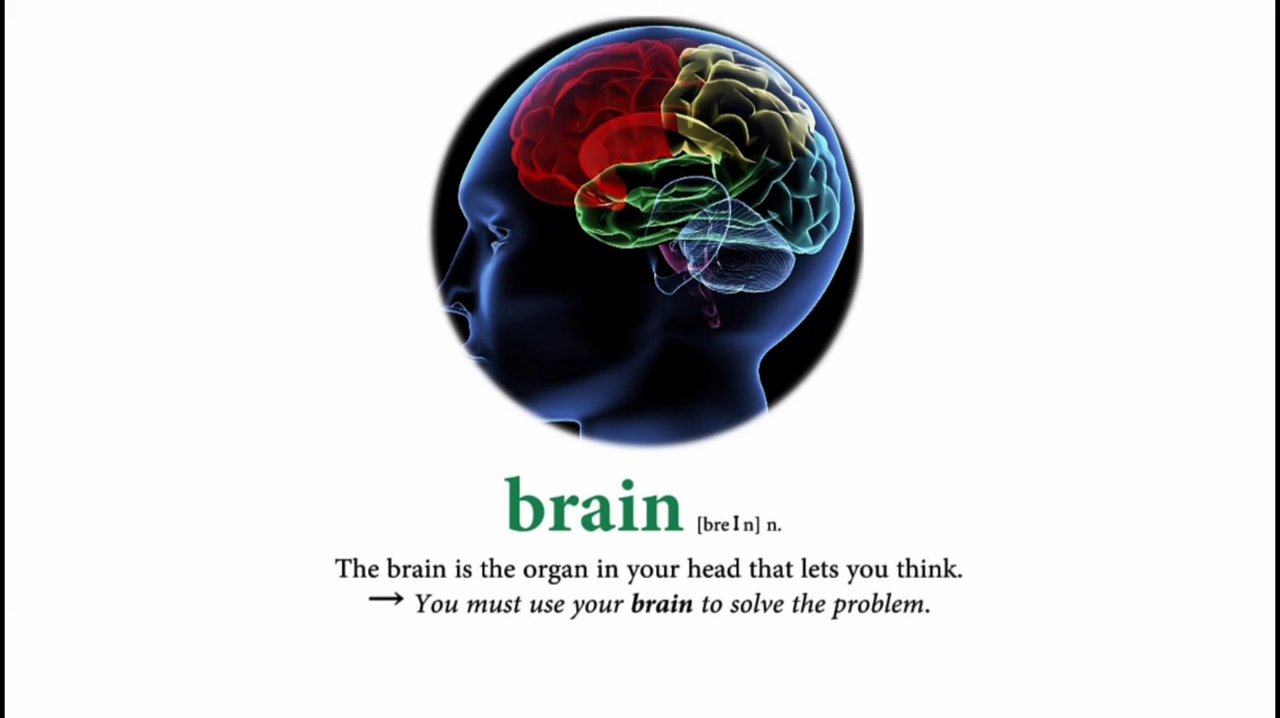 brain [breIn] n.
The brain is the organ in your head that lets you think.
→ You must use your brain to solve the problem.